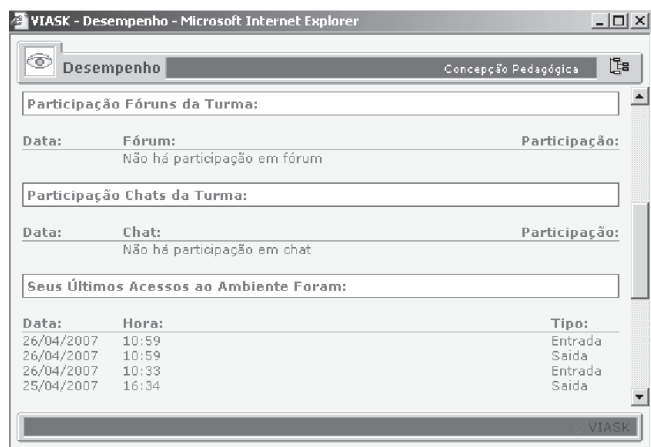 VIASK - Desempenho - Microsoft Internet Explorer
Desempenho Concepção Pedagógica
Participação Fóruns da Turma:
Data: Fórum: Participação:
Não há participação em fórum
Participação Chats da Turma:
Data: Chat: Participação:
Não há participação em chat
Seus Últimos Acessos ao Ambiente Foram:
Data: Hora: Tipo:
26/04/2007 10:59 Entrada
26/04/2007 10:59 Saida
26/04/2007 10:33 Entrada
25/04/2007 16:34 Saida
VIASK